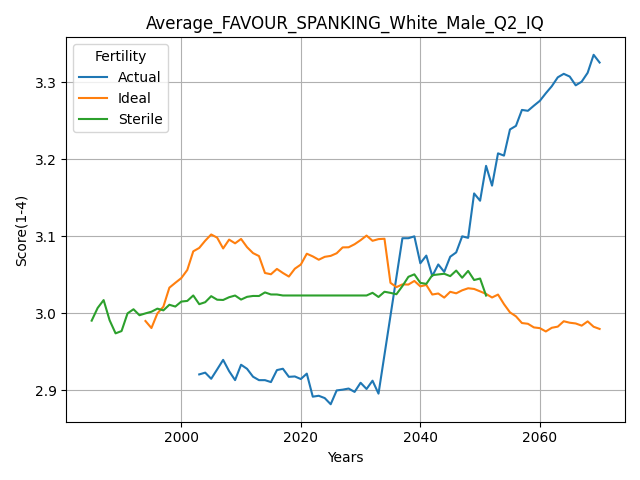 Average_FAVOUR_SPANKING_White_Male_Q2_IQ
Fertility
Actual
Ideal
Sterile
Score(1-4)
3.3
3.2
3.1
3.0
2.9
2000
2020
2040
2060
Years